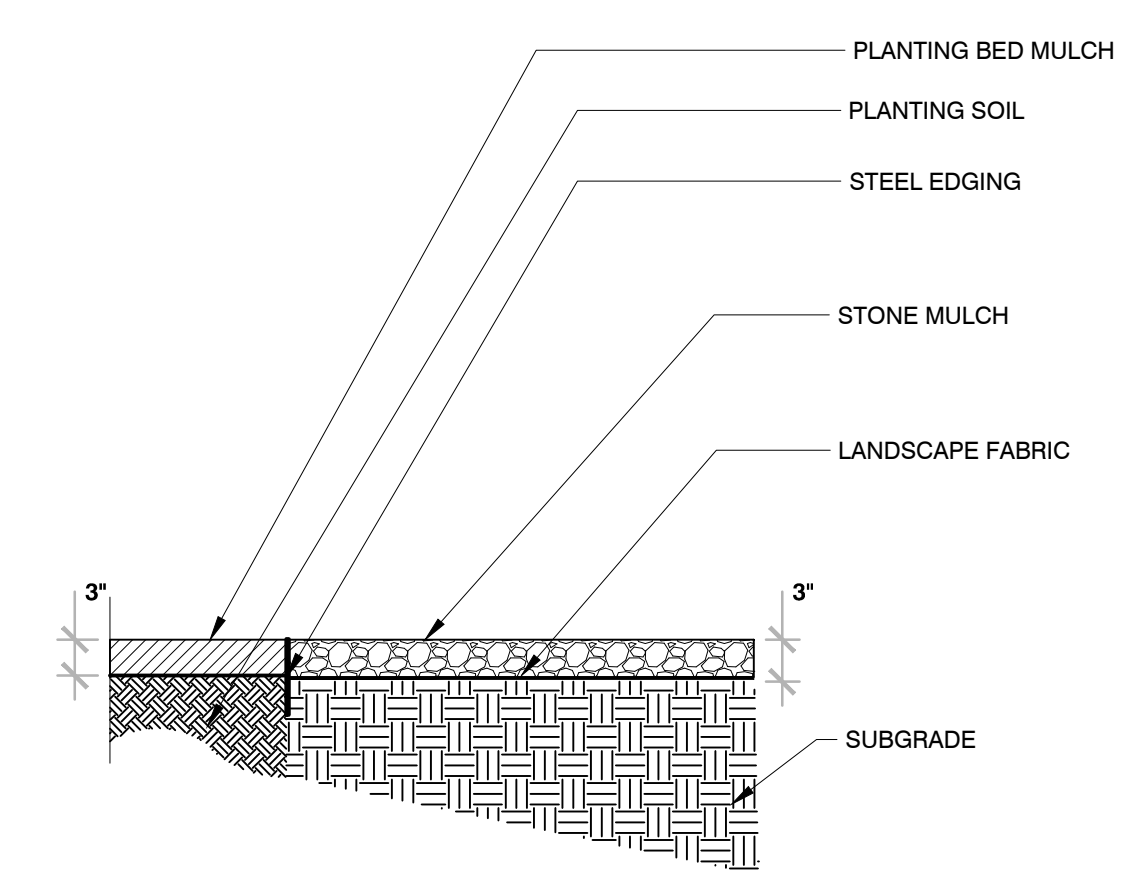 PLANTING BED MULCH
PLANTING SOIL
STEEL EDGING
STONE MULCH
LANDSCAPE FABRIC
3"
3"
SUBGRADE